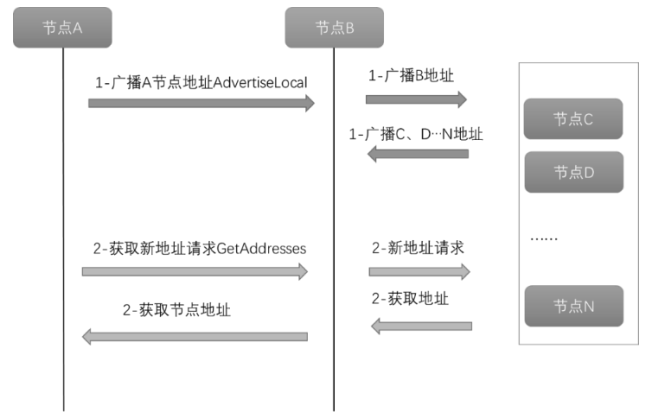 节点A
节点B
1-广播A节点地址AdvertiseLocal
1-广播B地址
节点C
1-广播C、D…N地址
节点D
……
2-获取新地址请求GetAddresses
2-新地址请求
2-获取节点地址
2-获取地址
节点N